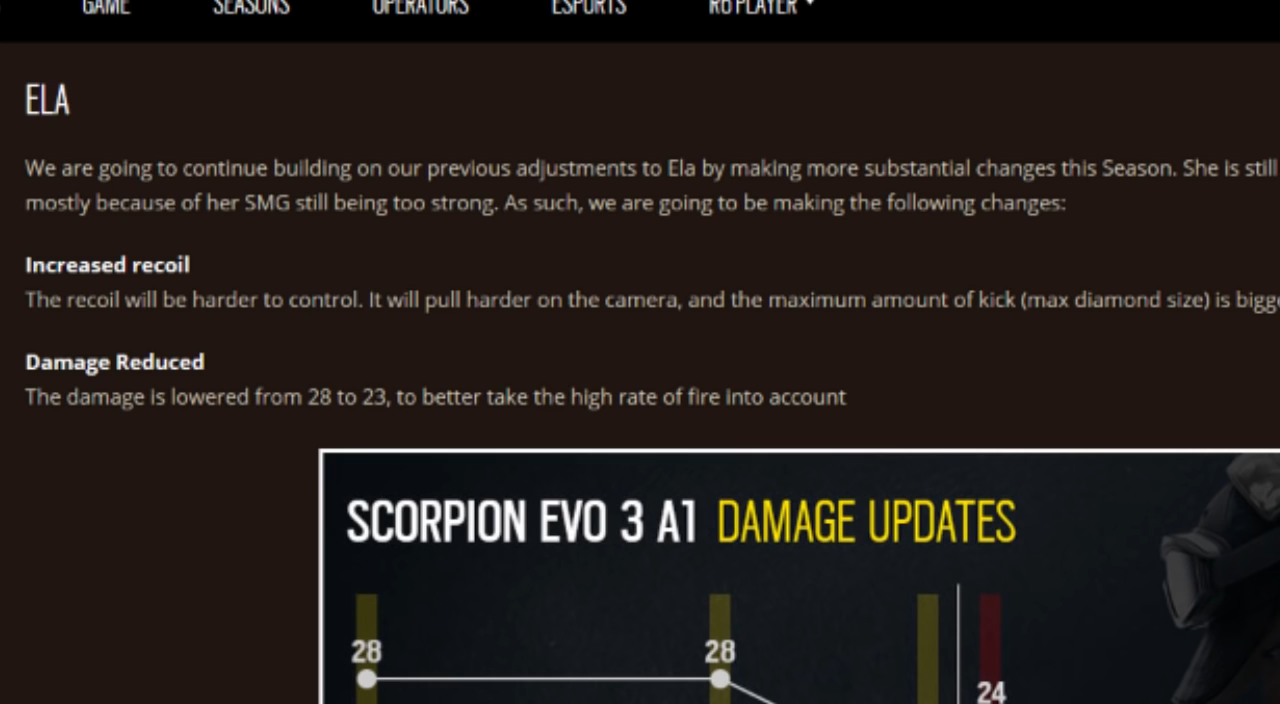 GAME SEASONS OPERATORS ESPORTS R6 PLAYER
ELA
We are going to continue building on our previous adjustments to Ela by making more substantial changes this Season. She is still
mostly because of her SMG still being too strong. As such, we are going to be making the following changes:
Increased recoil
The recoil will be harder to control. It will pull harder on the camera, and the maximum amount of kick (max diamond size) is
Damage Reduced
The damage is lowered from 28 to 23, to better take the high rate of fire into account
SCORPION EVO 3 A1 DAMAGE UPDATES
28 28
24